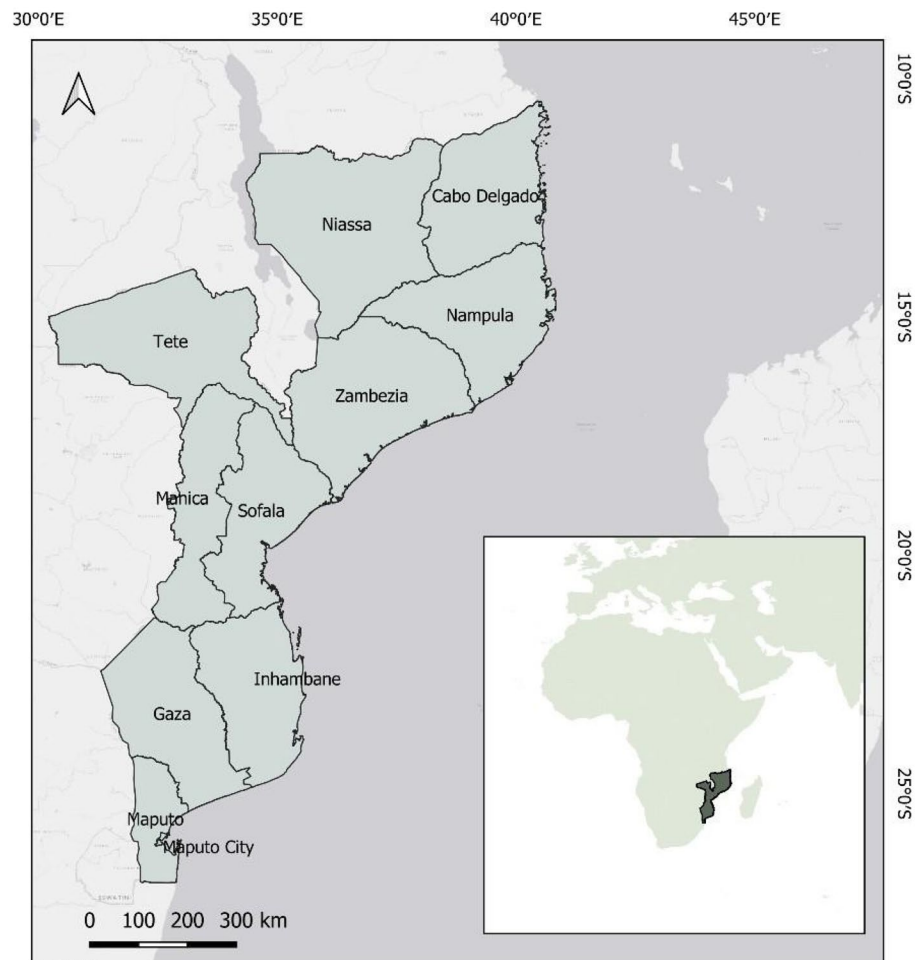 30°0'E 35°0'E 40°0'E 45°0'E
10°0'S
Cabo Delgado
Niassa
Nampula
15°0'S
Tete
Zambezia
Manica
Sofala
20°0'S
Inhambane
Gaza
25°0'S
Maputo
Maputo City
0 100 200 300 km